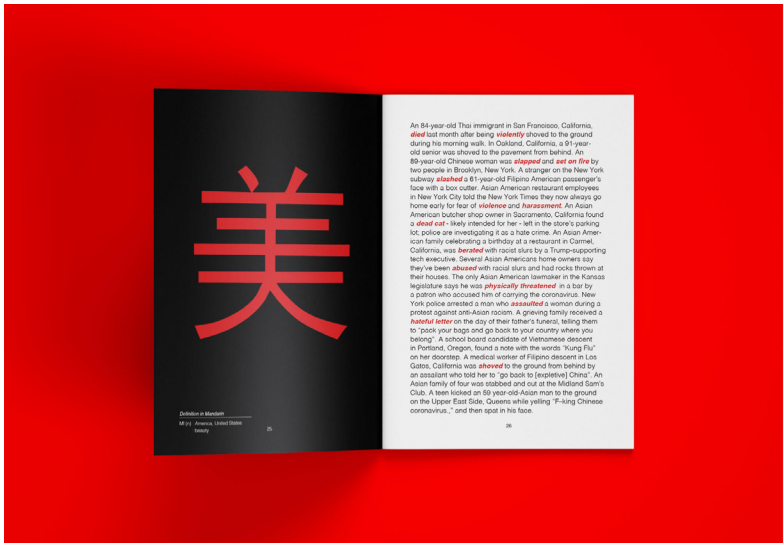 美
Definition in Mandarin
MĬ (n) America, United States
beauty
25
An 84-year-old Thai immigrant in San Francisco, California,
died last month after being violently shoved to the ground
during his morning walk. In Oakland, California, a 91-year-
old senior was shoved to the pavement from behind. An
89-year-old Chinese woman was slapped and set on fire by
two people in Brooklyn, New York. A stranger on the New York
subway slashed a 61-year-old Filipino American passenger's
face with a box cutter. Asian American restaurant employees
in New York City told the New York Times they now always go
home early for fear of violence and harassment. An Asian
American butcher shop owner in Sacramento, California found
a dead cat - likely intended for her - left in the store's parking
lot; police are investigating it as a hate crime. An Asian Amer-
ican family celebrating a birthday at a restaurant in Carmel,
California, was berated with racist slurs by a Trump-supporting
tech executive. Several Asian Americans home owners say
they've been abused with racial slurs and had rocks thrown at
their houses. The only Asian American lawmaker in the Kansas
legislature says he was physically threatened in a bar by
a patron who accused him of carrying the coronavirus. New
York police arrested a man who assaulted a woman during a
protest against anti-Asian racism. A grieving family received a
hateful letter on the day of their father's funeral, telling them
to "pack your bags and go back to your country where you
belong". A school board candidate of Vietnamese descent
in Portland, Oregon, found a note with the words "Kung Flu"
on her doorstep. A medical worker of Filipino descent in Los
Gatos, California was shoved to the ground from behind by
an assailant who told her to "go back to [expletive] China". An
Asian family of four was stabbed and cut at the Midland Sam's
Club. A teen kicked an 59 year-old-Asian man to the ground
on the Upper East Side, Queens while yelling "F-king Chinese
coronavirus.," and then spat in his face.
26